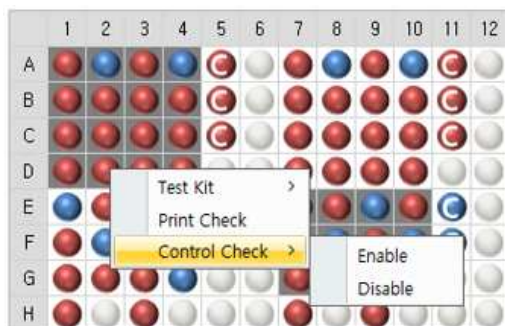 1 2 3 4 5 6 7 8 9 10 11 12
A C C
B C C
C C C
D
E C
F C
G
H
Test Kit >
Print Check
Control Check >
Enable
Disable